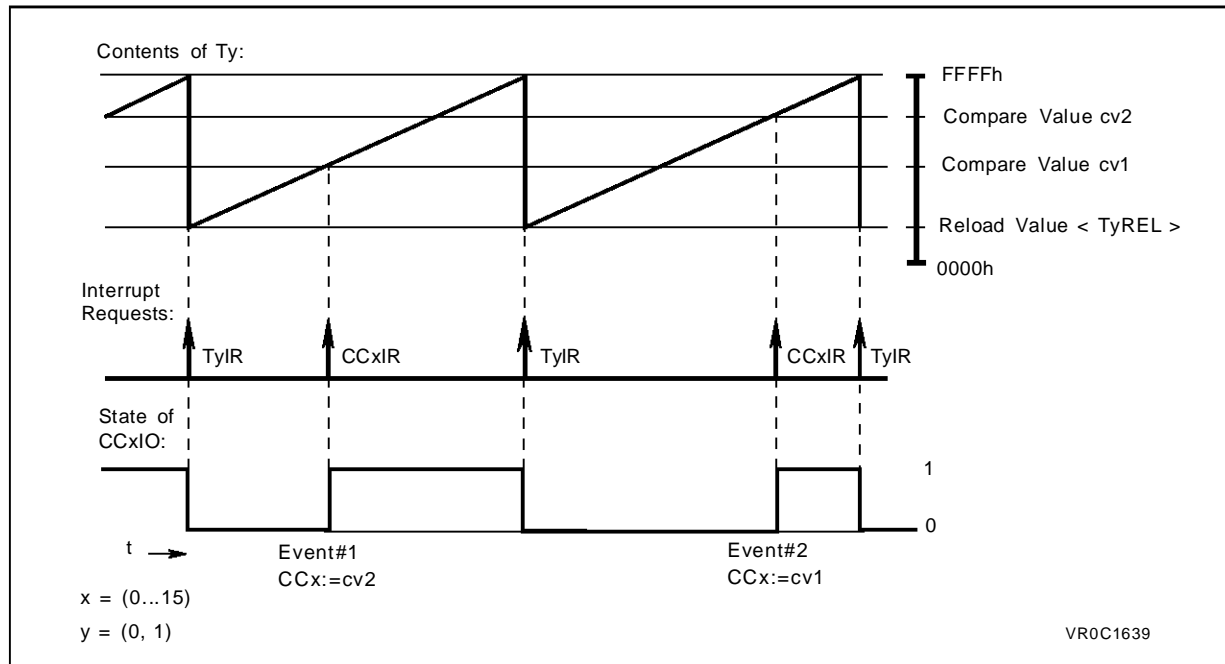 Contents of Ty:
FFFFh
Compare Value cv2
Compare Value cv1
Reload Value < TyREL >
0000h
Interrupt
Requests:
TyIR
CCxIR
TyIR
CCxIR
TyIR
State of
CCxIO:
1
0
t
Event#1
CCx:=cv2
Event#2
CCx:=cv1
x = (0...15)
y = (0, 1)
VR0C1639